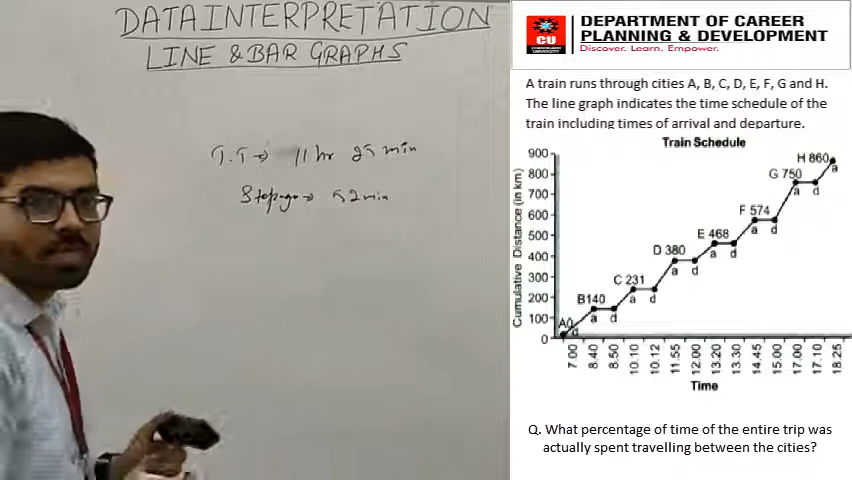 DATA INTERPRETATION
LINE & BAR GRAPHS
T.T → 11 hr 25 min
Stopage → 52 min
CU
DEPARTMENT OF CAREER
PLANNING & DEVELOPMENT
Discover. Learn. Empower.
A train runs through cities A, B, C, D, E, F, G and H.
The line graph indicates the time schedule of the
train including times of arrival and departure.
Train Schedule
Cumulative Distance (in km)
900
800
700
600
500
400
300
200
100
0
A0
d
B140
a
d
C 231
a
d
D 380
a
d
E 468
a
d
F 574
a
d
G 750
a
d
H 860
a
7.00
8.40
8.50
10.10
10.12
11.55
12.00
13.20
13.30
14.45
15.00
17.00
17.10
18.25
Time
Q. What percentage of time of the entire trip was
actually spent travelling between the cities?